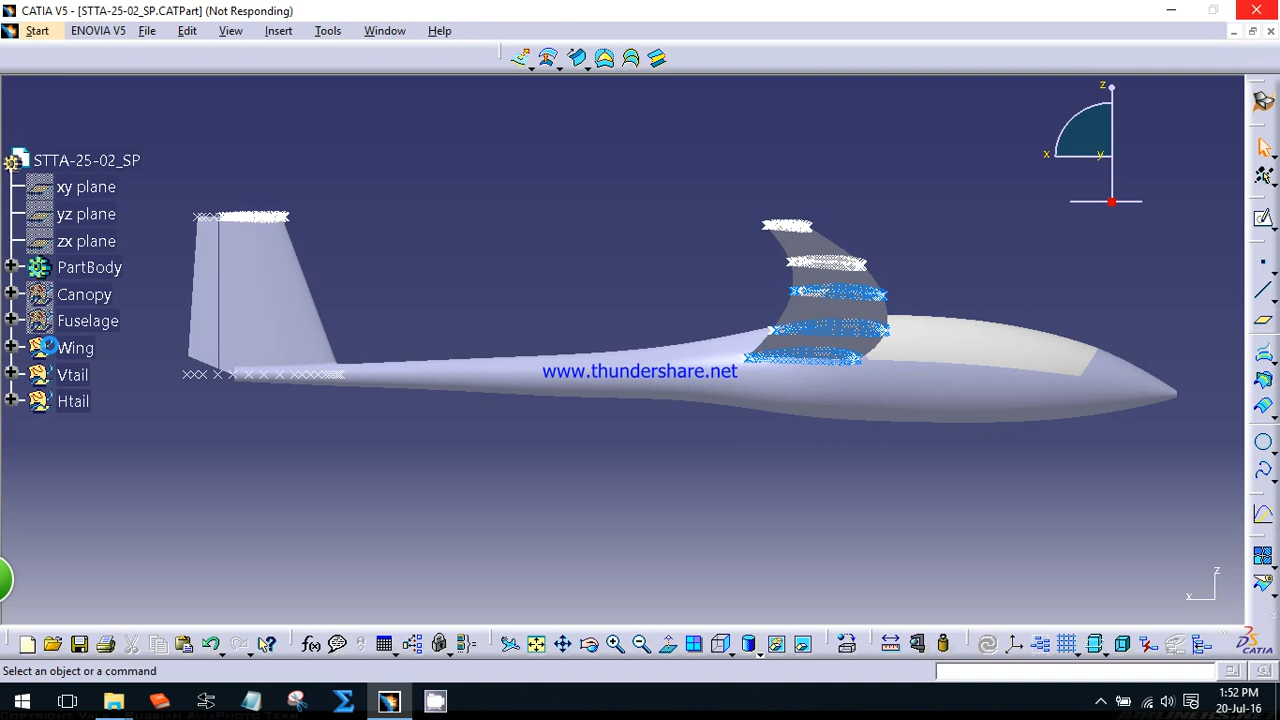 CATIA V5 - [STTA-25-02_SP.CATPart] (Not Responding)
Start ENOVIA V5 File Edit View Insert Tools Window Help
z
x y
STTA-25-02_SP
xy plane
yz plane
zx plane
PartBody
Canopy
Fuselage
Wing
Vtail
Htail
www.thundershare.net
z
x
f(x)
CATIA
Select an object or a command
1:52 PM
20-Jul-16